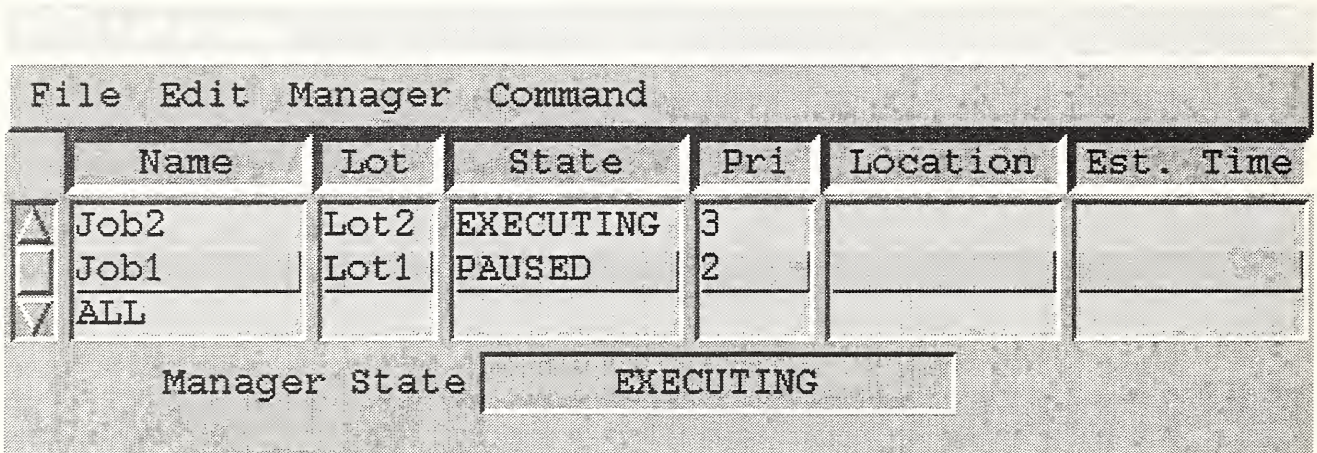 File Edit Manager Command
Name Lot State Pri Location Est. Time
Job2 Lot2 EXECUTING 3
Job1 Lot1 PAUSED 2
ALL
Manager State EXECUTING